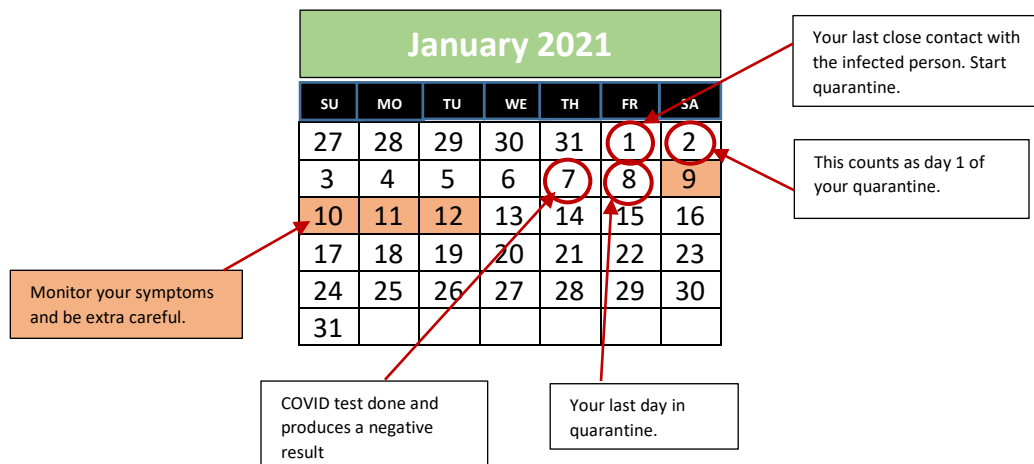 January 2021
SU MO TU WE TH FR SA
27 28 29 30 31 1 2
3 4 5 6 7 8 9
10 11 12 13 14 15 16
17 18 19 20 21 22 23
24 25 26 27 28 29 30
31
Your last close contact with
the infected person. Start
quarantine.
This counts as day 1 of
your quarantine.
Monitor your symptoms
and be extra careful.
COVID test done and
produces a negative
result
Your last day in
quarantine.